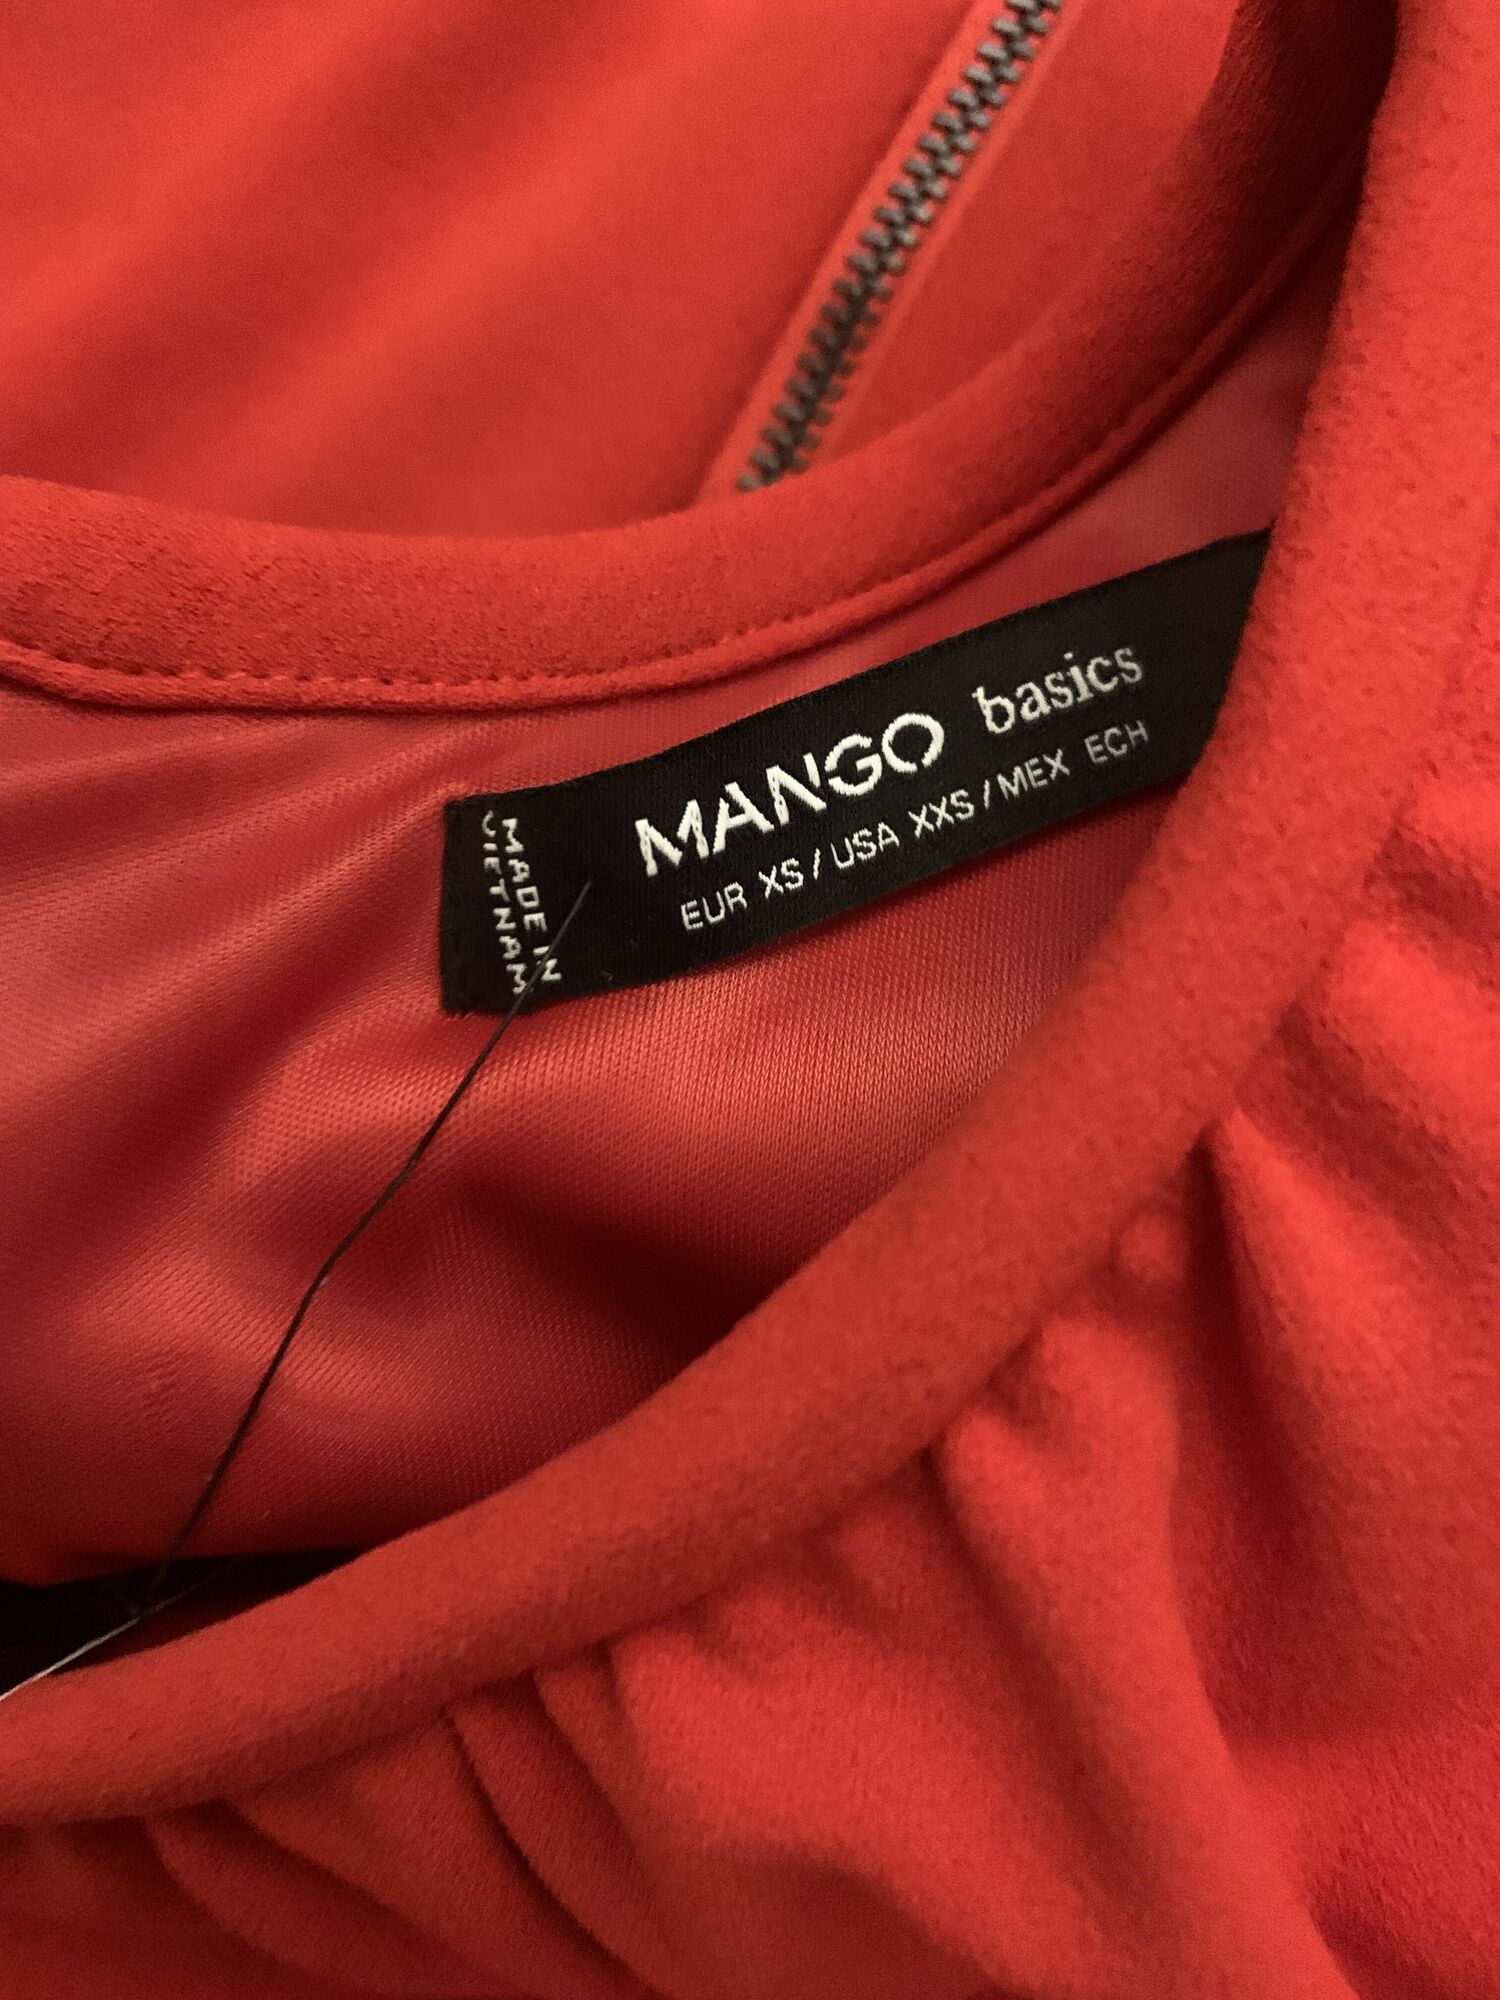 MANGO basics
EUR XS / USA XXS / MEX ECH
MADE IN
VIETNAM